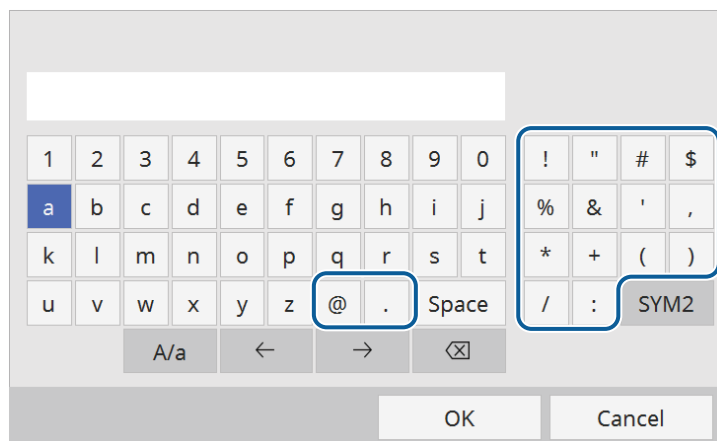 1 2 3 4 5 6 7 8 9 0 ! " # $
a b c d e f g h i j % & ' ,
k l m n o p q r s t * + ( )
u v w x y z @ . Space / : SYM2
A/a ← → ⌫
OK Cancel